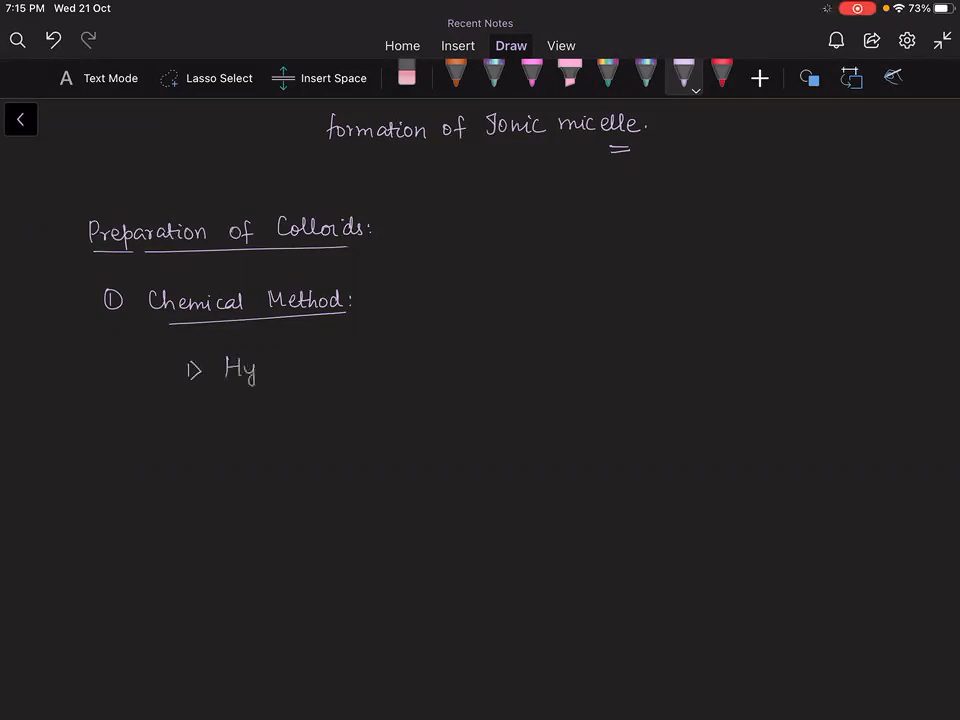 7:15 PM Wed 21 Oct
73%
Recent Notes
Home Insert Draw View
A Text Mode Lasso Select Insert Space
formation of Ionic micelle.
Preparation of Colloids:
① Chemical Method:
1> Hy